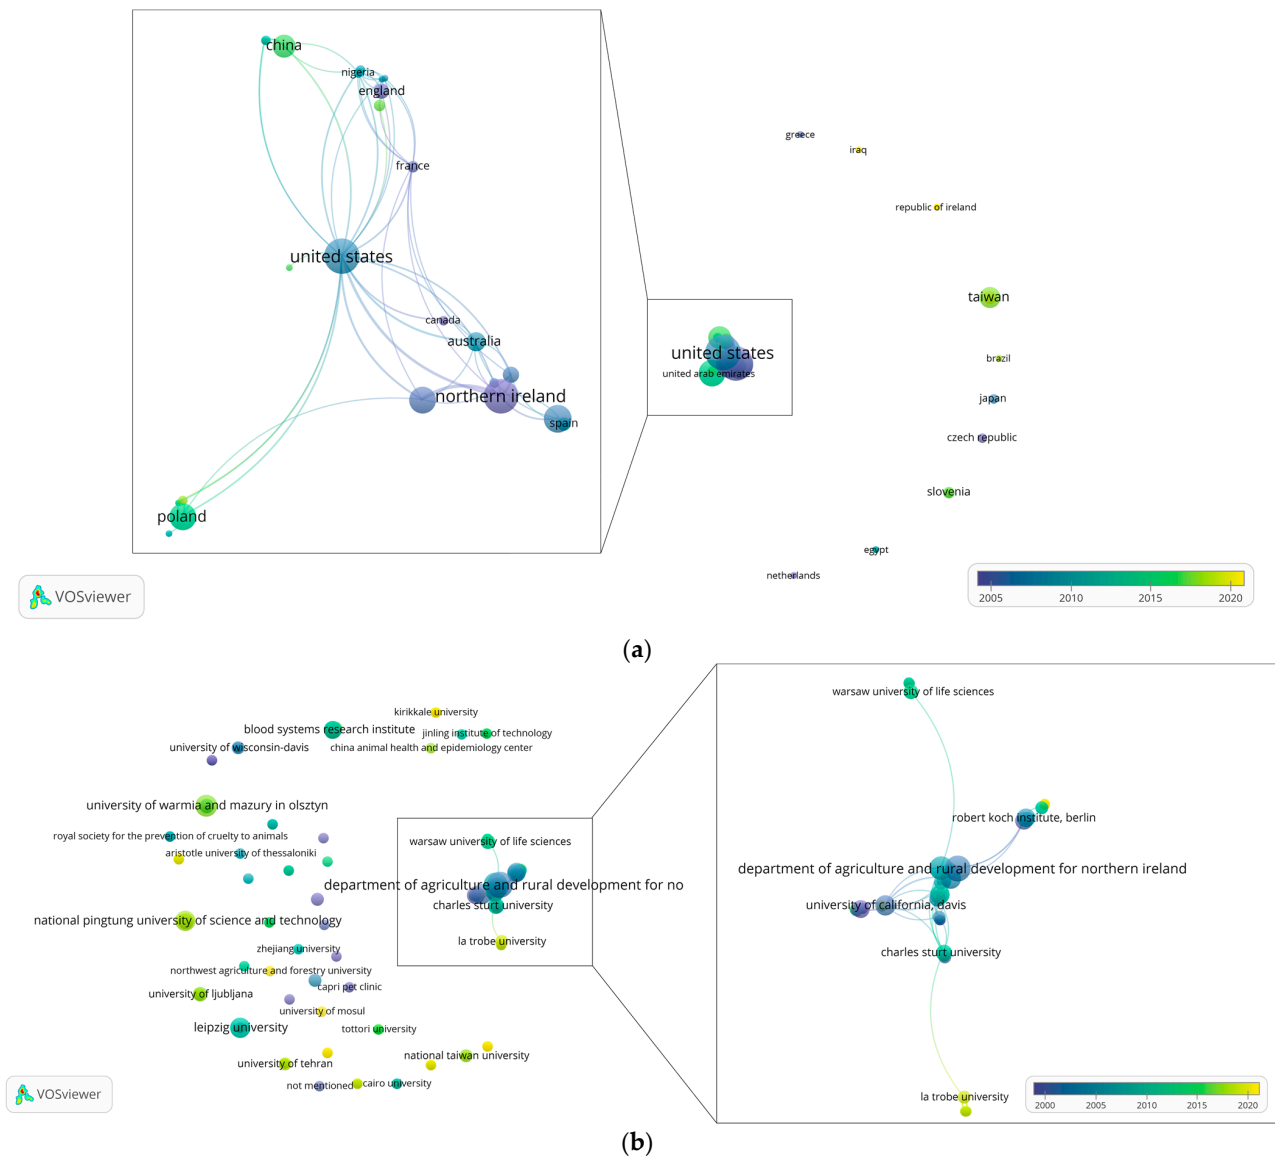 china
nigeria
england
france
united states
canada
australia
northern ireland
spain
poland
greece
iraq
republic of ireland
taiwan
united states
united arab emirates
brazil
japan
czech republic
slovenia
egypt
netherlands
VOSviewer
2005 2010 2015 2020
(a)
kirikkale university
blood systems research institute
jinling institute of technology
university of wisconsin-davis
china animal health and epidemiology center
university of warmia and mazury in olsztyn
royal society for the prevention of cruelty to animals
aristotle university of thessaloniki
warsaw university of life sciences
department of agriculture and rural development for no
charles sturt university
national pingtung university of science and technology
la trobe university
zhejiang university
northwest agriculture and forestry university
capri pet clinic
university of ljubljana
university of mosul
leipzig university
tottori university
national taiwan university
university of tehran
not mentioned
cairo university
VOSviewer
warsaw university of life sciences
robert koch institute, berlin
department of agriculture and rural development for northern ireland
university of california, davis
charles sturt university
la trobe university
2000 2005 2010 2015 2020
(b)